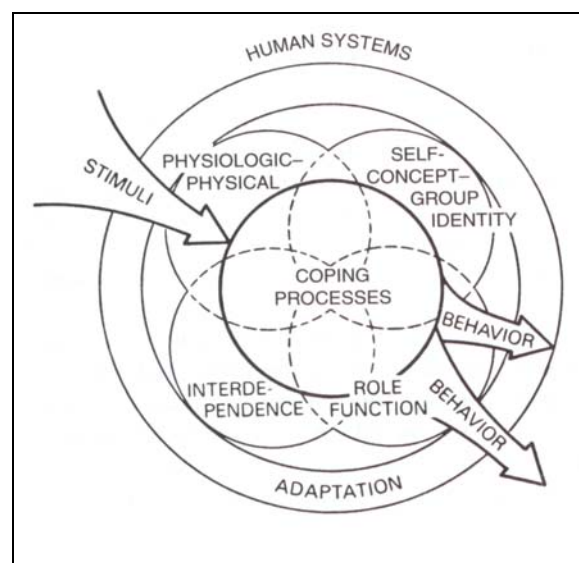 HUMAN SYSTEMS
PHYSIOLOGIC–
PHYSICAL
SELF-
CONCEPT–
GROUP
IDENTITY
STIMULI
COPING
PROCESSES
BEHAVIOR
INTERDE-
PENDENCE
ROLE
FUNCTION
BEHAVIOR
ADAPTATION